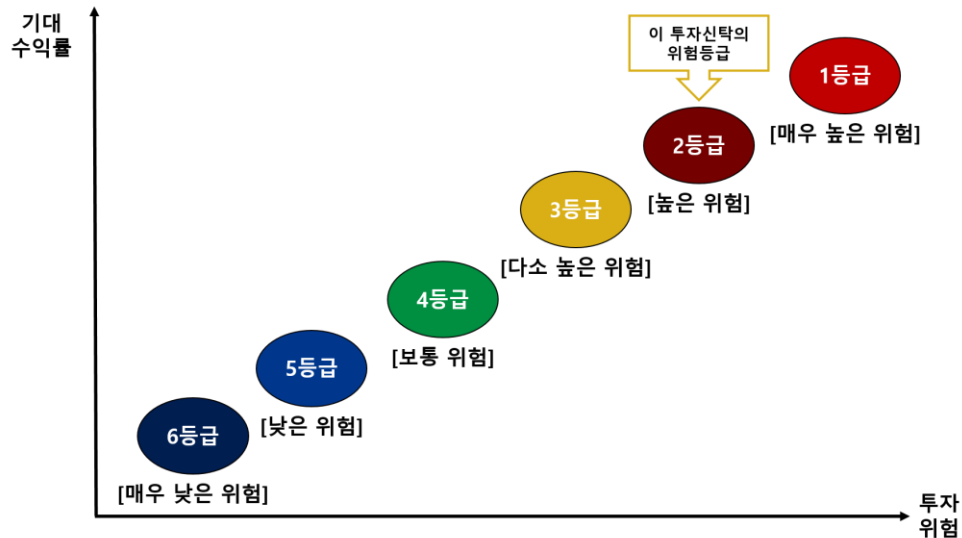 기대
수익률
이 투자신탁의
위험등급
1등급
[매우 높은 위험]
2등급
[높은 위험]
3등급
[다소 높은 위험]
4등급
[보통 위험]
5등급
[낮은 위험]
6등급
[매우 낮은 위험]
투자
위험